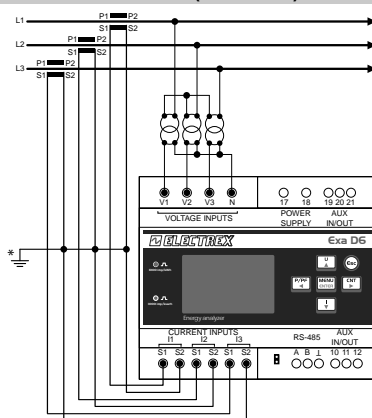 P1 P2
L1
S1 S2
P1 P2
L2
S1 S2
P1 P2
L3
S1 S2
V1 V2 V3 N
17 18 19 20 21
VOLTAGE INPUTS
POWER SUPPLY
AUX IN/OUT
ELECTREX
Exa D6
U
Esc
P/PF
MENU
ENTER
CNT
I
*
Energy analyzer
CURRENT INPUTS
I1 I2 I3
S1 S2 S1 S2 S1 S2
RS-485
AUX IN/OUT
A B ⊥ 10 11 12